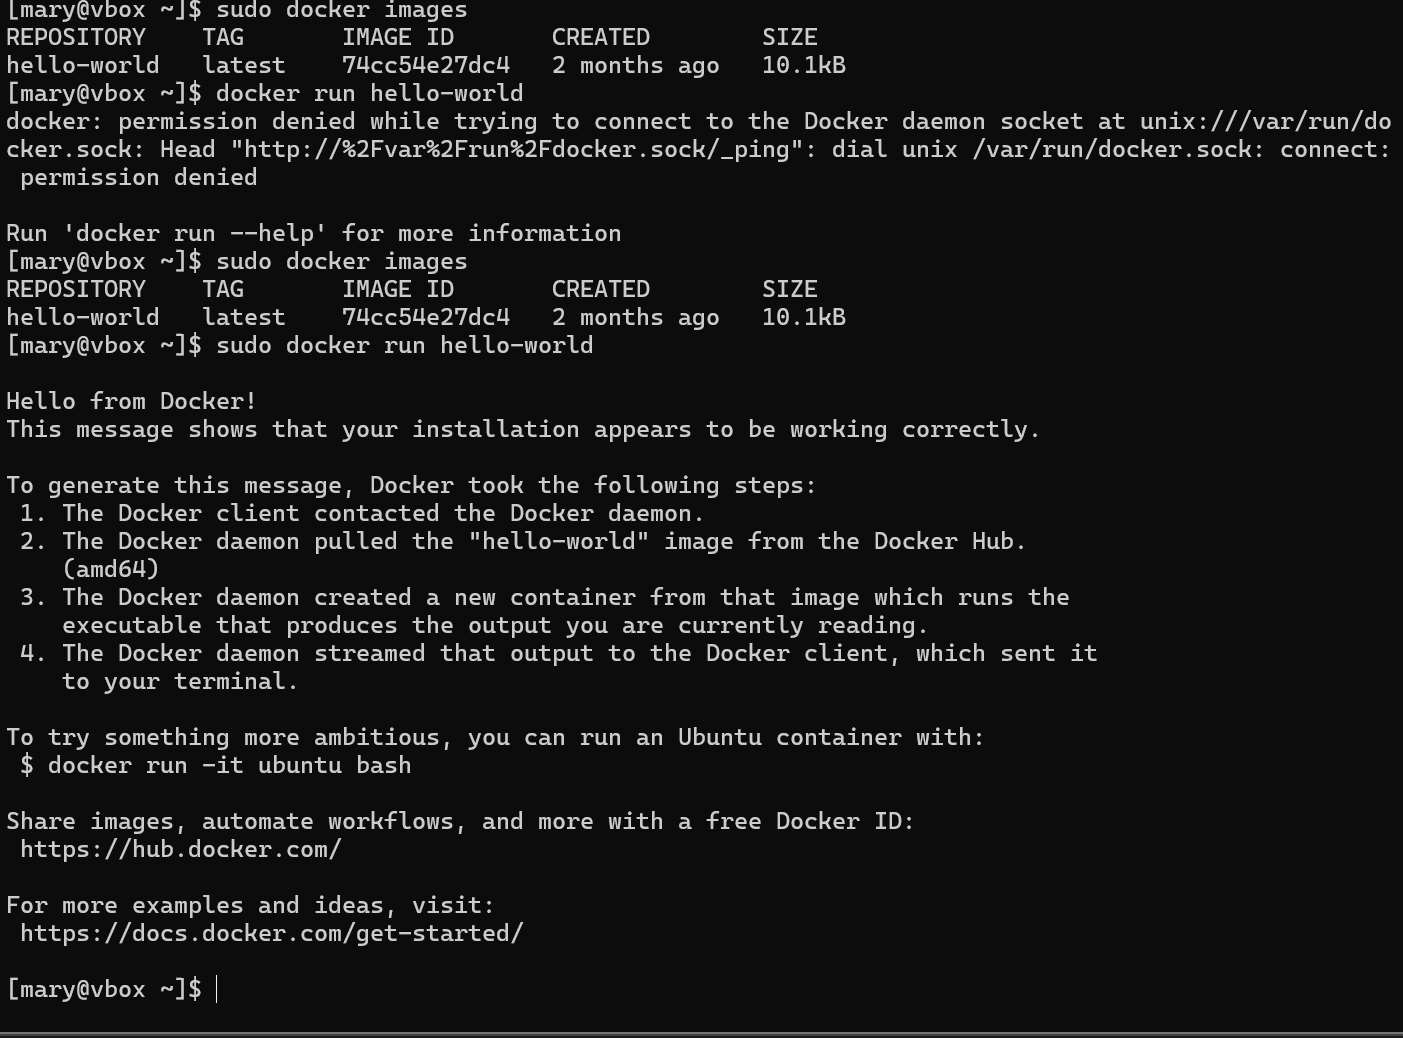 [mary@vbox ~]$ sudo docker images
REPOSITORY    TAG       IMAGE ID       CREATED        SIZE
hello-world   latest    74cc54e27dc4   2 months ago   10.1kB
[mary@vbox ~]$ docker run hello-world
docker: permission denied while trying to connect to the Docker daemon socket at unix:///var/run/do
cker.sock: Head "http://%2Fvar%2Frun%2Fdocker.sock/_ping": dial unix /var/run/docker.sock: connect:
 permission denied

Run 'docker run --help' for more information
[mary@vbox ~]$ sudo docker images
REPOSITORY    TAG       IMAGE ID       CREATED        SIZE
hello-world   latest    74cc54e27dc4   2 months ago   10.1kB
[mary@vbox ~]$ sudo docker run hello-world

Hello from Docker!
This message shows that your installation appears to be working correctly.

To generate this message, Docker took the following steps:
 1. The Docker client contacted the Docker daemon.
 2. The Docker daemon pulled the "hello-world" image from the Docker Hub.
    (amd64)
 3. The Docker daemon created a new container from that image which runs the
    executable that produces the output you are currently reading.
 4. The Docker daemon streamed that output to the Docker client, which sent it
    to your terminal.

To try something more ambitious, you can run an Ubuntu container with:
 $ docker run -it ubuntu bash

Share images, automate workflows, and more with a free Docker ID:
 https://hub.docker.com/

For more examples and ideas, visit:
 https://docs.docker.com/get-started/

[mary@vbox ~]$